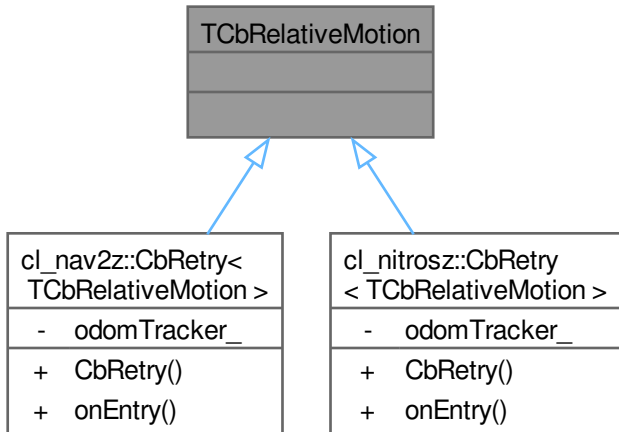 TCbRelativeMotion
cl_nav2z::CbRetry<
TCbRelativeMotion >
- odomTracker_
+ CbRetry()
+ onEntry()
cl_nitrosz::CbRetry
< TCbRelativeMotion >
- odomTracker_
+ CbRetry()
+ onEntry()